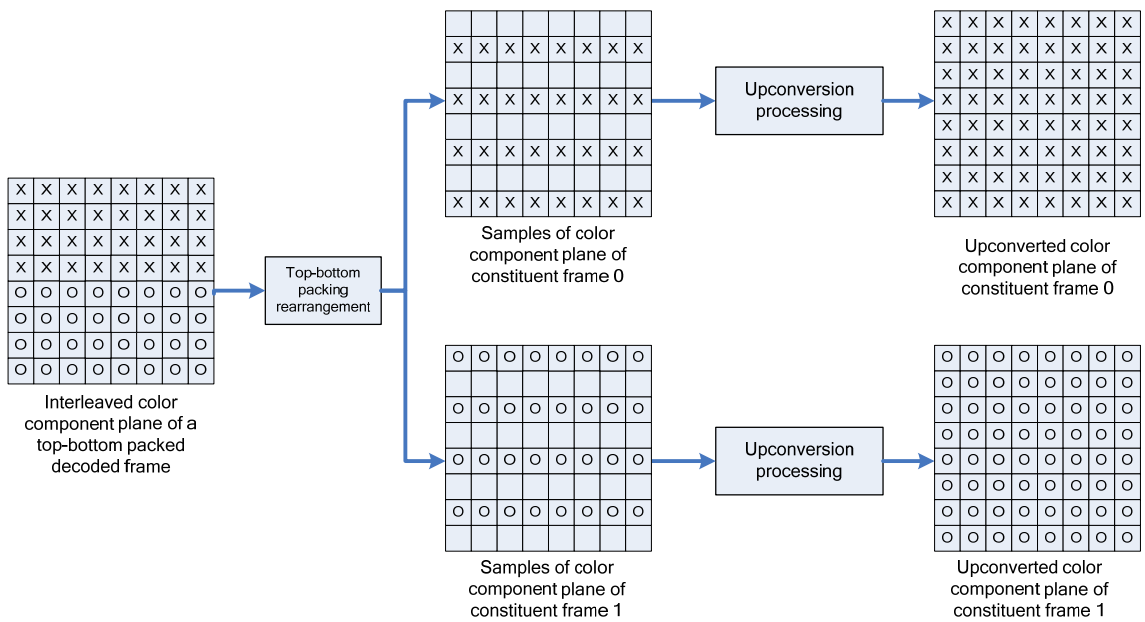 X X X X X X X X
X X X X X X X X
X X X X X X X X
X X X X X X X X
O O O O O O O O
O O O O O O O O
O O O O O O O O
O O O O O O O O
Interleaved color
component plane of a
top-bottom packed
decoded frame
Top-bottom
packing
rearrangement
X X X X X X X X
X X X X X X X X
X X X X X X X X
X X X X X X X X
Samples of color
component plane of
constituent frame 0
Upconversion
processing
X X X X X X X X
X X X X X X X X
X X X X X X X X
X X X X X X X X
X X X X X X X X
X X X X X X X X
X X X X X X X X
X X X X X X X X
Upconverted color
component plane of
constituent frame 0
O O O O O O O O
O O O O O O O O
O O O O O O O O
O O O O O O O O
Samples of color
component plane of
constituent frame 1
Upconversion
processing
O O O O O O O O
O O O O O O O O
O O O O O O O O
O O O O O O O O
O O O O O O O O
O O O O O O O O
O O O O O O O O
O O O O O O O O
Upconverted color
component plane of
constituent frame 1